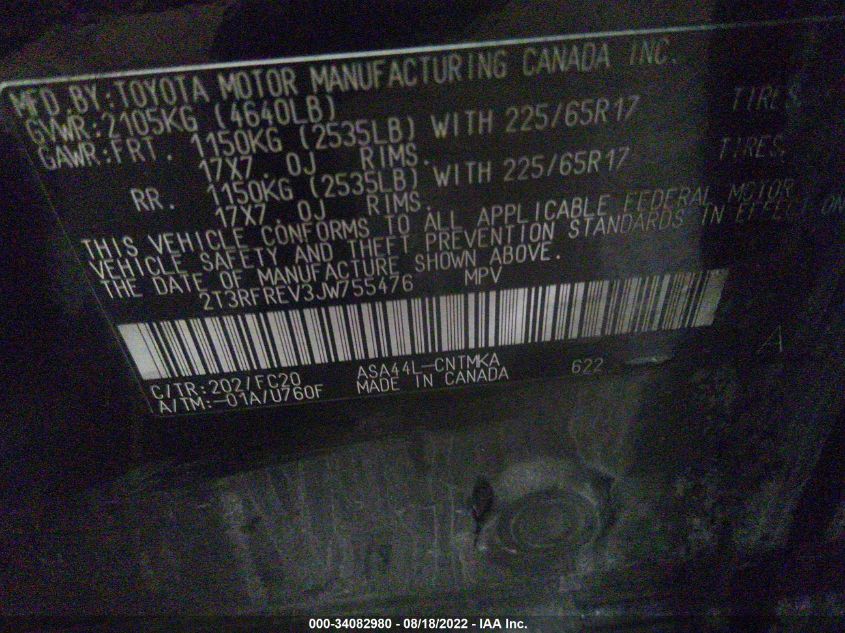 MFD.BY:TOYOTA MOTOR MANUFACTURING CANADA INC.
GVWR:2105KG (4640LB)
GAWR:FRT. 1150KG (2535LB) WITH 225/65R17 TIRES,
17X7.0J RIMS.
RR. 1150KG (2535LB) WITH 225/65R17 TIRES,
17X7.0J RIMS.
THIS VEHICLE CONFORMS TO ALL APPLICABLE FEDERAL MOTOR
VEHICLE SAFETY AND THEFT PREVENTION STANDARDS IN EFFECT ON
THE DATE OF MANUFACTURE SHOWN ABOVE.
2T3RFREV3JW755476 MPV
C/TR:202/FC20 ASA44L-CNTMKA 622 A
A/TM:-01A/U760F MADE IN CANADA
000-34082980 - 08/18/2022 - IAA Inc.